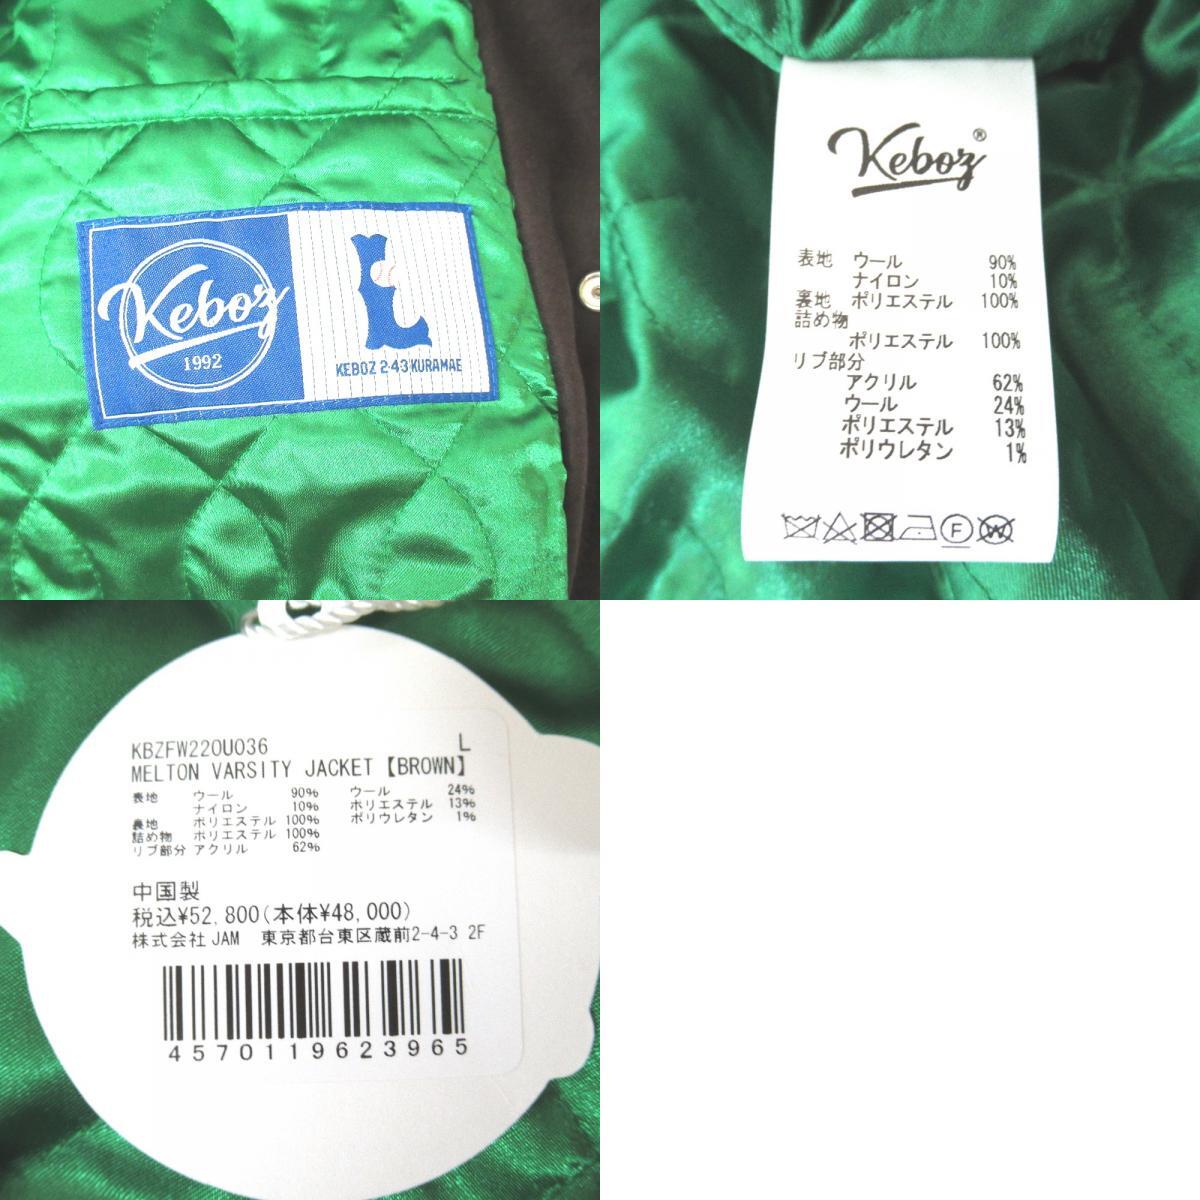 Keboz
1992
L
KEBOZ 2-43 KURAMAE
Keboz®
表地 ウール 90%
ナイロン 10%
裏地 ポリエステル 100%
詰め物
ポリエステル 100%
リブ部分
アクリル 62%
ウール 24%
ポリエステル 13%
ポリウレタン 1%
F
W
KBZFW220U036 L
MELTON VARSITY JACKET【BROWN】
表地 ウール 90% ウール 24%
ナイロン 10% ポリエステル 13%
裏地 ポリエステル 100% ポリウレタン 1%
詰め物 ポリエステル 100%
リブ部分 アクリル 62%
中国製
税込¥52,800(本体¥48,000)
株式会社JAM 東京都台東区蔵前2-4-3 2F
4570119623965